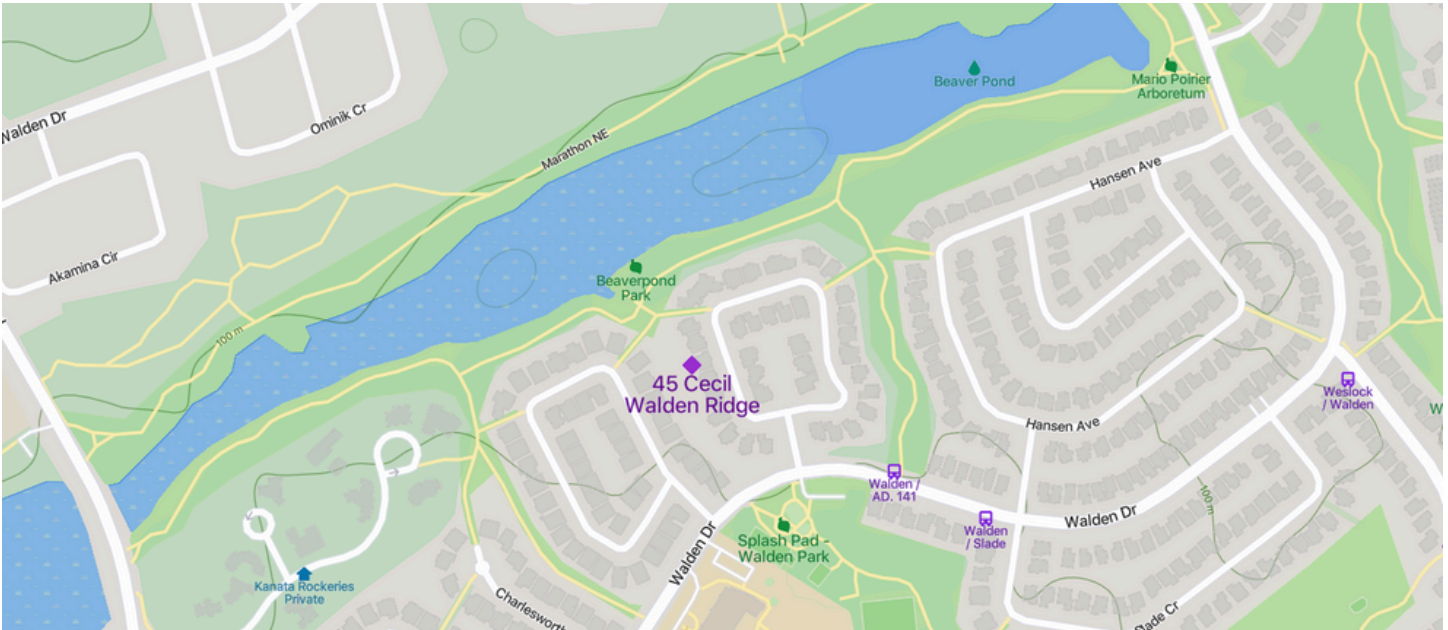 Beaver Pond
Mario Poirier
Arboretum
Walden Dr
Ominik Cr
Marathon NE
Hansen Ave
Akamina Cir
Beaverpond
Park
100 m
45 Cecil
Walden Ridge
Weslock
/ Walden
W
Hansen Ave
Walden /
AD. 141
100 m
Walden Dr
Walden
/ Slade
Splash Pad -
Walden Park
Walden Dr
Kanata Rockeries
Private
Charlesworth
Slade Cr